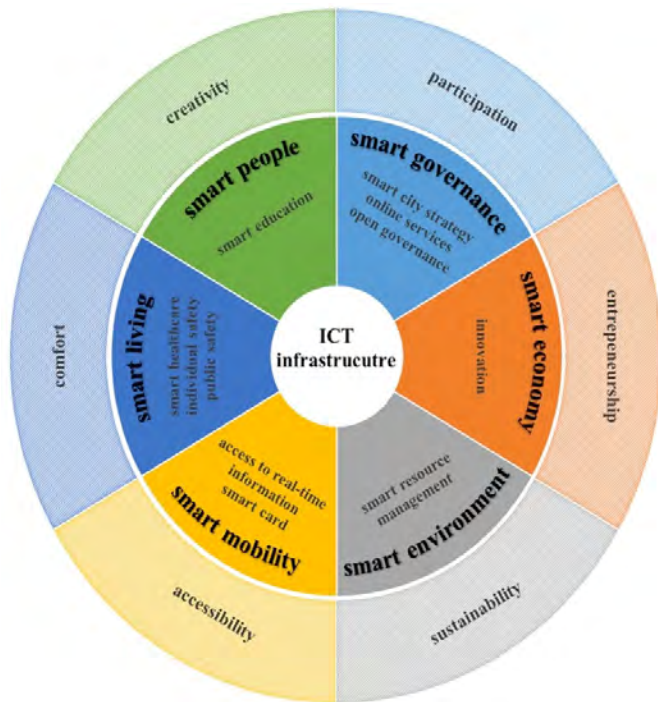 creativity
participation
smart people
smart education
smart governance
smart city strategy
online services
open governance
comfort
smart living
smart healthcare
individual safety
public safety
ICT
infrastrucutre
innovation
smart economy
entrepeneurship
access to real-time
information
smart card
smart mobility
smart resource
management
smart environment
accessibility
sustainability